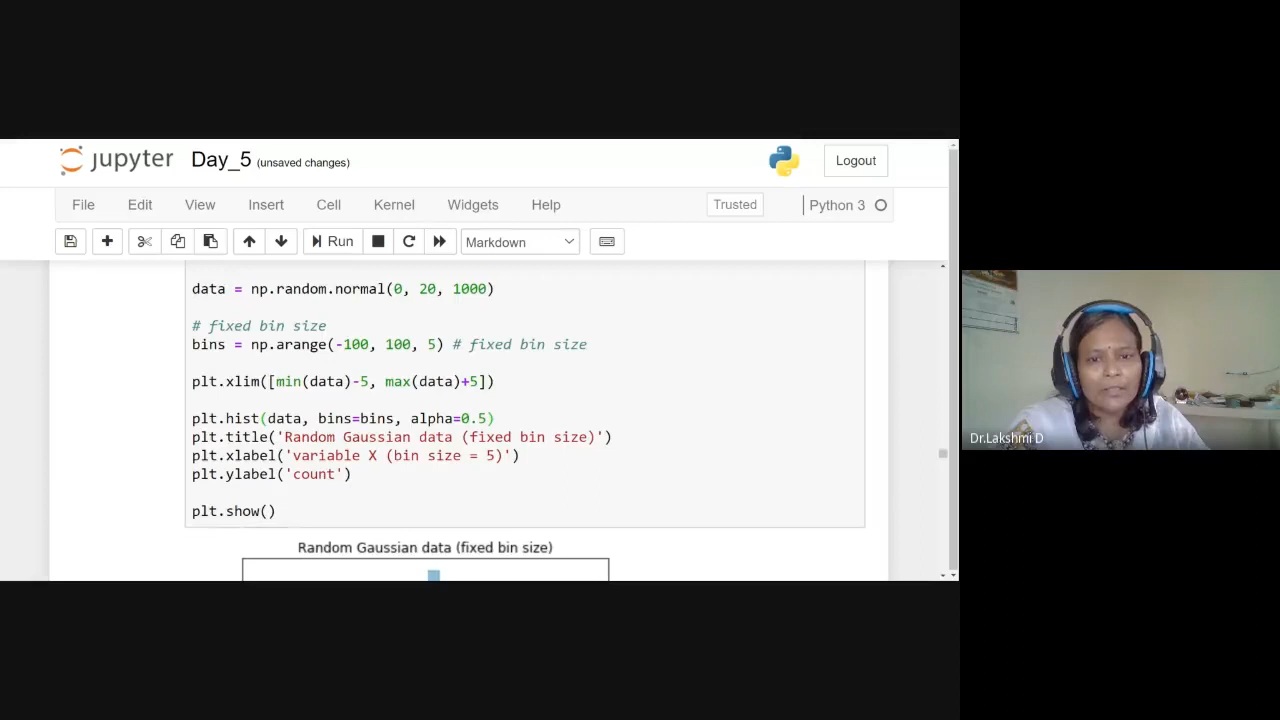 jupyter Day_5 (unsaved changes) Logout
File Edit View Insert Cell Kernel Widgets Help Trusted Python 3
Run Markdown
data = np.random.normal(0, 20, 1000)
# fixed bin size
bins = np.arange(-100, 100, 5) # fixed bin size
plt.xlim([min(data)-5, max(data)+5])
plt.hist(data, bins=bins, alpha=0.5)
plt.title('Random Gaussian data (fixed bin size)')
plt.xlabel('variable X (bin size = 5)')
plt.ylabel('count')
plt.show()
Random Gaussian data (fixed bin size)
Dr.Lakshmi D